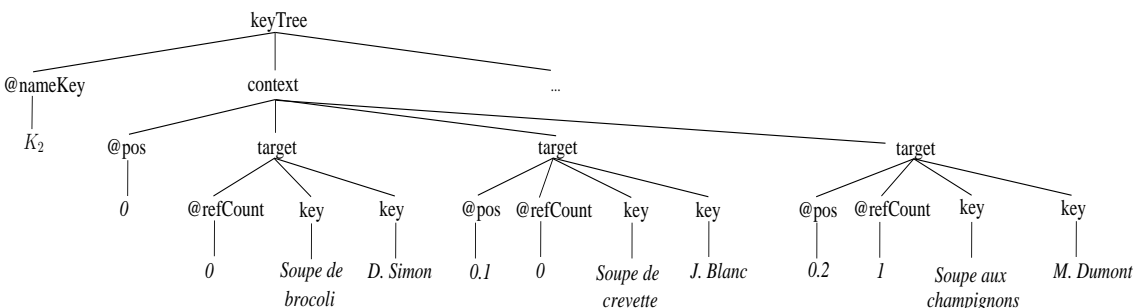 keyTree
@nameKey context ...
K2
@pos target target target
0 @refCount key key @pos @refCount key key @pos @refCount key key
0 Soupe de D. Simon 0.1 0 Soupe de J. Blanc 0.2 1 Soupe aux M. Dumont
brocoli crevette champignons